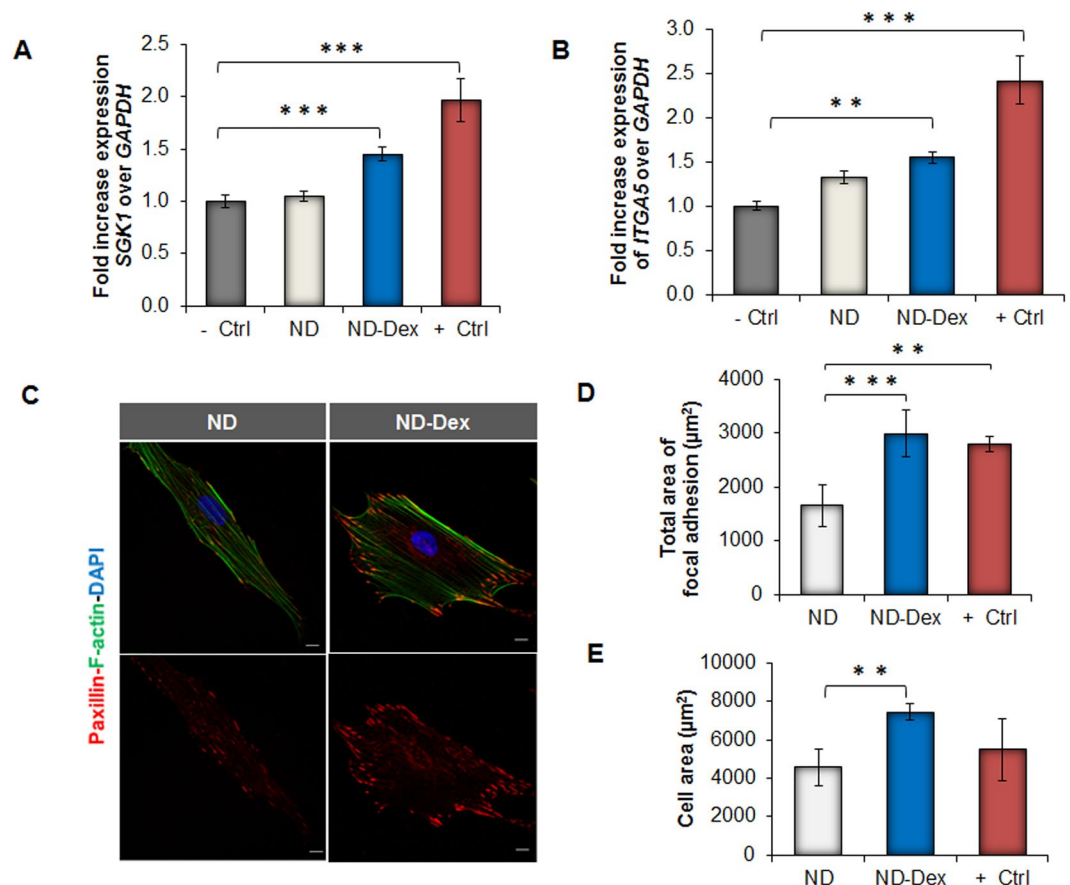 A
Fold increase expression
SGK1 over GAPDH
2.5
2.0
1.5
1.0
0.5
0.0
***
***
- Ctrl ND ND-Dex + Ctrl
B
Fold increase expression
of ITGA5 over GAPDH
3.0
2.5
2.0
1.5
1.0
0.5
0.0
***
**
- Ctrl ND ND-Dex + Ctrl
C
ND ND-Dex
Paxillin-F-actin-DAPI
D
Total area of
focal adhesion (µm²)
4000
3000
2000
1000
0
**
***
ND ND-Dex + Ctrl
E
Cell area (µm²)
10000
8000
6000
4000
2000
0
**
ND ND-Dex + Ctrl